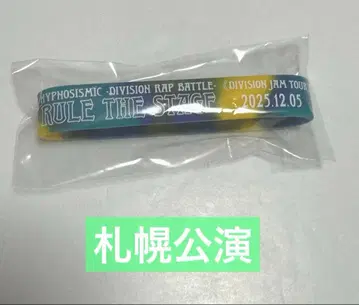 HYPNOSISMIC -DIVISION RAP BATTLE-
RULE THE STAGE
《DIVISION JAM TOUR
2025.12.05
札幌公演